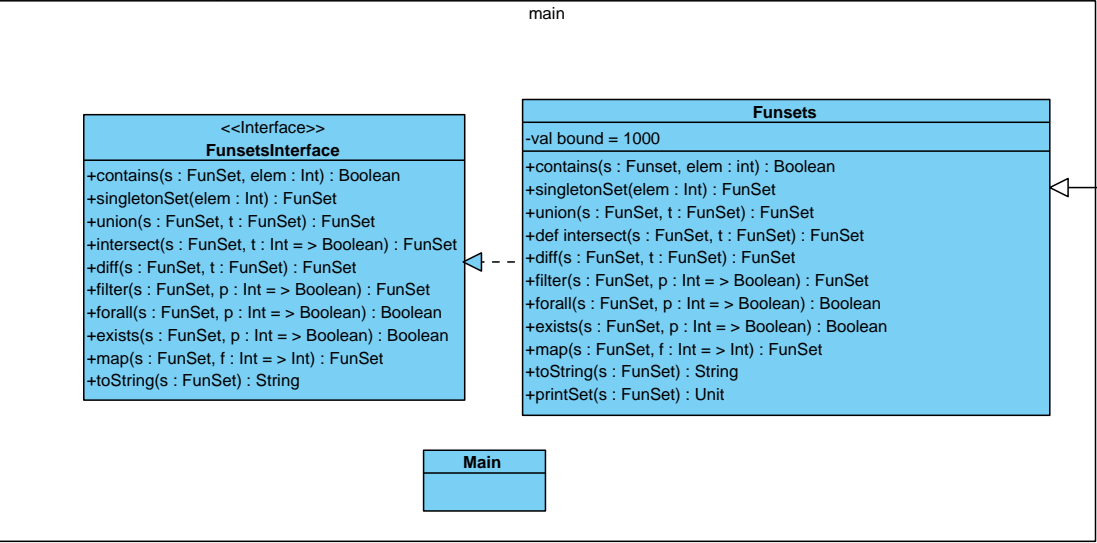 main
<<Interface>>
FunsetsInterface
+contains(s : FunSet, elem : Int) : Boolean
+singletonSet(elem : Int) : FunSet
+union(s : FunSet, t : FunSet) : FunSet
+intersect(s : FunSet, t : Int = > Boolean) : FunSet
+diff(s : FunSet, t : FunSet) : FunSet
+filter(s : FunSet, p : Int = > Boolean) : FunSet
+forall(s : FunSet, p : Int = > Boolean) : Boolean
+exists(s : FunSet, p : Int = > Boolean) : Boolean
+map(s : FunSet, f : Int = > Int) : FunSet
+toString(s : FunSet) : String
Funsets
-val bound = 1000
+contains(s : Funset, elem : int) : Boolean
+singletonSet(elem : Int) : FunSet
+union(s : FunSet, t : FunSet) : FunSet
+def intersect(s : FunSet, t : FunSet) : FunSet
+diff(s : FunSet, t : FunSet) : FunSet
+filter(s : FunSet, p : Int = > Boolean) : FunSet
+forall(s : FunSet, p : Int = > Boolean) : Boolean
+exists(s : FunSet, p : Int = > Boolean) : Boolean
+map(s : FunSet, f : Int = > Int) : FunSet
+toString(s : FunSet) : String
+printSet(s : FunSet) : Unit
Main